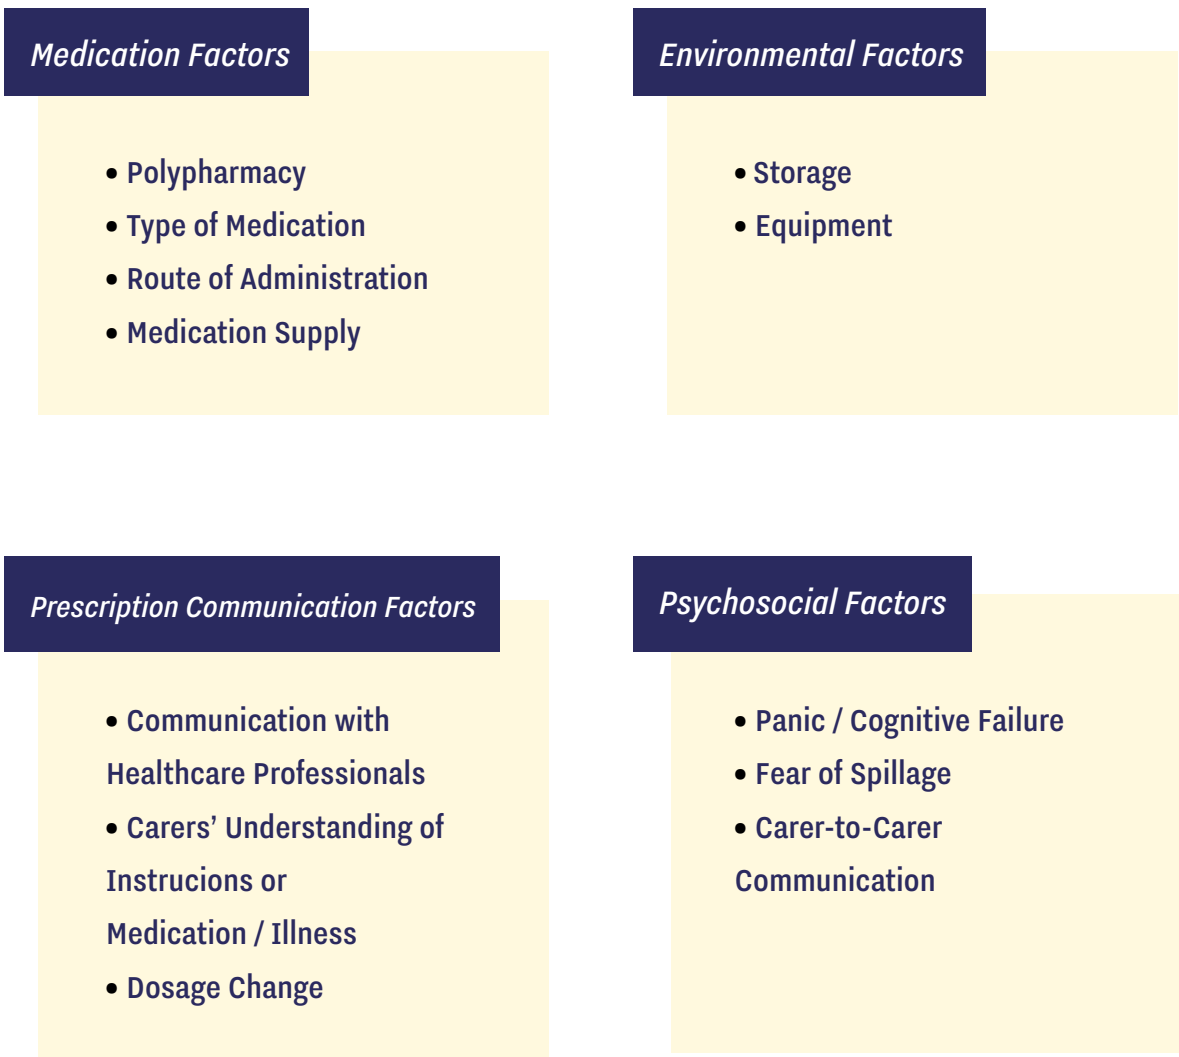 Medication Factors
• Polypharmacy
• Type of Medication
• Route of Administration
• Medication Supply
Environmental Factors
• Storage
• Equipment
Prescription Communication Factors
• Communication with
Healthcare Professionals
• Carers’ Understanding of
Instrucions or
Medication / Illness
• Dosage Change
Psychosocial Factors
• Panic / Cognitive Failure
• Fear of Spillage
• Carer-to-Carer
Communication